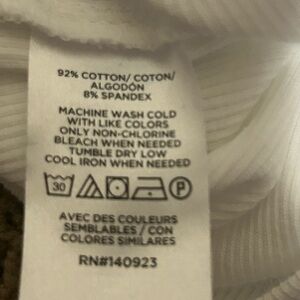 92% COTTON/ COTON/
ALGODÓN
8% SPANDEX
MACHINE WASH COLD
WITH LIKE COLORS
ONLY NON-CHLORINE
BLEACH WHEN NEEDED
TUMBLE DRY LOW
COOL IRON WHEN NEEDED
30 P
AVEC DES COULEURS
SEMBLABLES / CON
COLORES SIMILARES
RN#140923